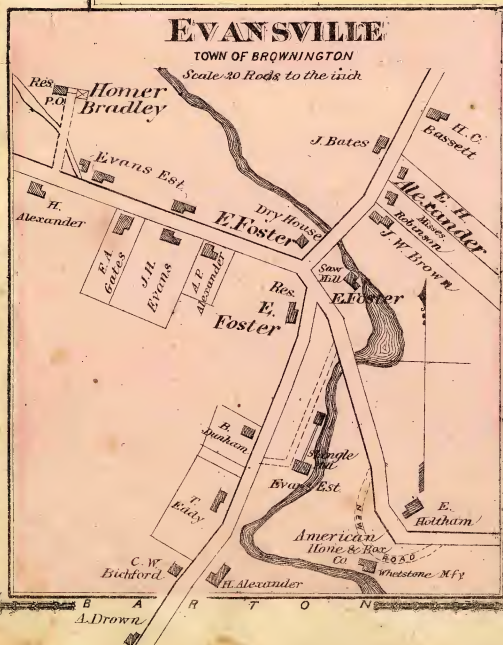 EVANSVILLE
TOWN OF BROWNINGTON
Scale 20 Rods to the inch
Res.
P.O.
Homer
Bradley
Evans Est.
H.
Alexander
E.A.
Gates
J.H.
Evans
A.P.
Alexander
E. Foster
Dry House
J. Bates
H. C.
Bassett
E. H.
Alexander
Misses
Robinson
J. W. Brown
Saw
Mill
E. Foster
Res.
E.
Foster
B.
Dunham
T.
Eady
Shingle
Mill
Evans Est.
C. W.
Bickford
H. Alexander
American
Hone & Box
Co
Whetstone M'f'y
NEW
ROAD
E.
Holtham
BARTON
A. Drown